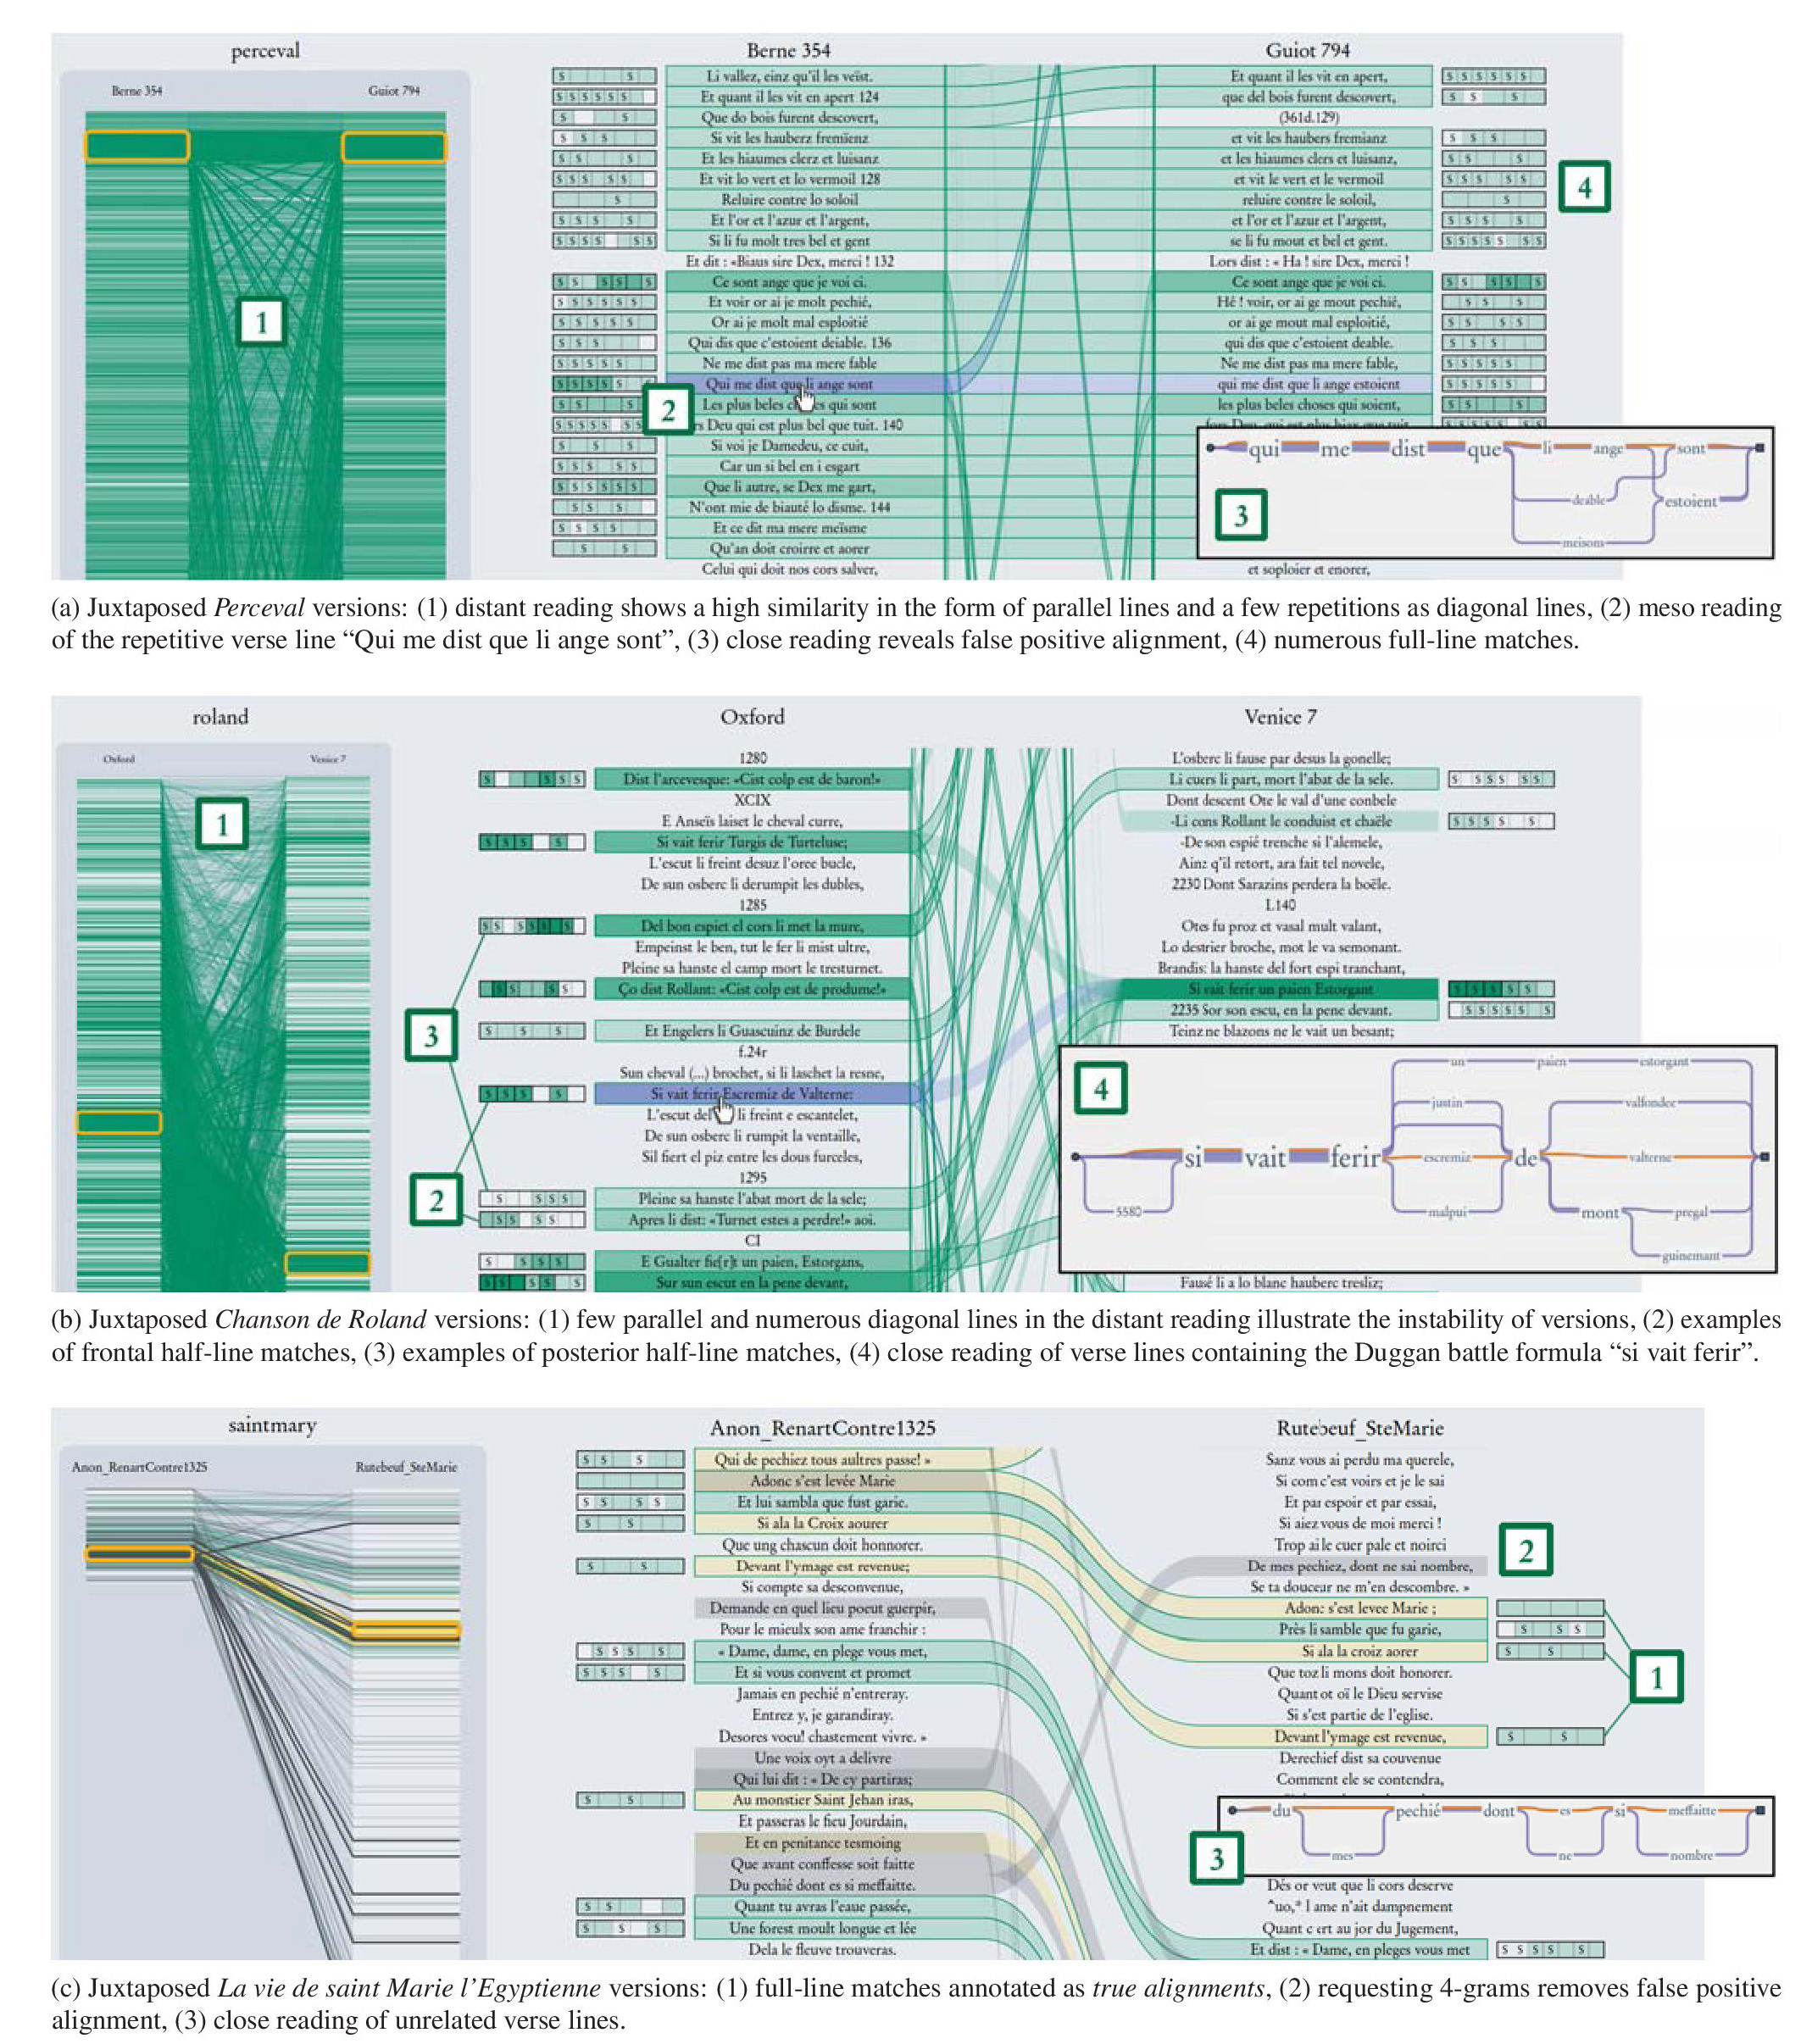 perceval
Berne 354
Guiot 794
Berne 354
Guiot 794
1
Li vallez, einz qu'il les veïst.
Et quant il les vit en apert 124
Que do bois furent descovert,
Si vit les hauberz fremïenz
Et les hiaumes clerz et luisanz
Et vit lo vert et lo vermoil 128
Reluire contre lo soloil
Et l'or et l'azur et l'argent,
Si li fu molt tres bel et gent
Et dit : «Biaus sire Dex, merci ! 132
Ce sont ange que je voi ci.
Et voir or ai je molt pechié,
Or ai je molt mal esploitié
Qui dis que c'estoient deiable. 136
Ne me dist pas ma mere fable
Qui me dist que li ange sont
Les plus beles qui sont
2
Deu qui est plus bel que tuit. 140
Si voi je Damedeu, ce cuit,
Car un si bel en i esgart
Que li autre, se Dex me gart,
N'ont mie de biauté lo disme. 144
Et ce dit ma mere meïsme
Qu'an doit croirre et aorer
Celui qui doit nos cors salver,
Et quant il les vit en apert,
que del bois furent descovert,
(361d.129)
et vit les haubers fremianz
et les hiaumes clers et luisanz,
et vit le vert et le vermoil
reluire contre le soleil,
et l'or et l'azur et l'argent,
se li fu mout et bel et gent.
Lors dist : « Ha ! sire Dex, merci !
Ce sont ange que je voi ci.
Hé ! voir, or ai ge mout pechié,
or ai ge mout mal esploitié,
qui dis que c'estoient deable.
Ne me dist pas ma mere fable,
qui me dist que li ange estoient
les plus beles choses qui soient,
et soploier et enorer,
4
3
qui me dist que li ange sont
deable estoient
meisons
(a) Juxtaposed Perceval versions: (1) distant reading shows a high similarity in the form of parallel lines and a few repetitions as diagonal lines, (2) meso reading
of the repetitive verse line “Qui me dist que li ange sont”, (3) close reading reveals false positive alignment, (4) numerous full-line matches.
roland
Oxford
Venice 7
Oxford
Venice 7
1
1280
Dist l'arcevesque: «Cist colp est de baron!»
XCIX
E Anseïs laiset le cheval curre,
Si vait ferir Turgis de Turteluse;
L'escut li freint desuz l'oree bucle,
De sun osberc li derumpit les dubles,
1285
Del bon espiet el cors li met la mure,
Empeinst le ben, tut le fer li mist ultre,
Pleine sa hanste el camp mort le tresturnet.
Ço dist Rollant: «Cist colp est de produme!»
3
Et Engelers li Guascuinz de Burdele
f.24r
Sun cheval (...) brochet, si li laschet la resne,
Si vait ferir Escremiz de Valterne:
L'escut del li freint e escantelet,
De sun osberc li rumpit la ventaille,
Sil fiert el piz entre les dous furceles,
1295
2
Pleine sa hanste l'abat mort de la sele;
Apres li dist: «Turnet estes a perdre!» aoi.
CI
E Gualter fie[r]t un paien, Estorgans,
Sur sun escut en la pene devant,
L'osberc li fause par desus la gonelle;
Li cuers li part, mort l'abat de la sele.
Dont descent Ote le val d'une conbele
-Li cons Rollant le conduist et chaële
-De son espié trenche si l'alemele,
Ainz q'il retort, ara fait tel novele,
2230 Dont Sarazins perdera la boële.
L140
Otes fu proz et vasal mult valant,
Lo destrier broche, mot le va semonant.
Brandis: la hanste del fort espi tranchant,
Si vait ferir un paien Estorgant
2235 Sor son escu, en la pene devant.
Teinz ne blazons ne le vait un besant;
Fausé li a lo blanc hauberc tresliz;
4
un paien estorgant
justin valfondee
si vait ferir escremiz de valterne
5580 malpui mont pregal
guinemant
(b) Juxtaposed Chanson de Roland versions: (1) few parallel and numerous diagonal lines in the distant reading illustrate the instability of versions, (2) examples
of frontal half-line matches, (3) examples of posterior half-line matches, (4) close reading of verse lines containing the Duggan battle formula “si vait ferir”.
saintmary
Anon_RenartContre1325
Rutebeuf_SteMarie
Anon_RenartContre1325
Rutebeuf_SteMarie
Qui de pechiez tous aultres passe! »
Adonc s'est levée Marie
Et lui sambla que fust garie.
Si ala la Croix aourer
Que ung chascun doit honnorer.
Devant l'ymage est revenue;
Si compte sa desconvenue,
Demande en quel lieu poeut guerpir,
Pour le mieulx son ame franchir :
« Dame, dame, en plege vous met,
Et si vous convent et promet
Jamais en pechié n'entreray.
Entrez y, je garandiray.
Desores voeu! chastement vivre. »
Une voix oyt a delivre
Qui lui dit : « De cy partiras;
Au monstier Saint Jehan iras,
Et passeras le fieu Jourdain,
Et en penitance tesmoing
Que avant conffesse soit faitte
Du pechié dont es si meffaitte.
Quant tu avras l'eaue passée,
Une forest moult longue et lée
Dela le fleuve trouveras.
Sanz vous ai perdu ma querele,
Si com c'est voirs et je le sai
Et par espoir et par essai,
Si aiez vous de moi merci !
Trop ai le cuer pale et noirci
De mes pechiez, dont ne sai nombre,
Se ta douceur ne m'en descombre. »
Adonc s'est levee Marie ;
Près li samble que fu garie,
Si ala la croiz aorer
Que toz li mons doit honorer.
Quant ot oï le Dieu servise
Si s'est partie de l'eglise.
Devant l'ymage est revenue,
Derechief dist sa couvenue
Comment ele se contendra,
2
1
3
du pechié dont es si meffaitte
mes ne nombre
Dés or veut que li cors deserve
l ame n'ait dampnement
Quant c ert au jor du Jugement,
Et dist : « Dame, en pleges vous met
(c) Juxtaposed La vie de saint Marie l’Egyptienne versions: (1) full-line matches annotated as true alignments, (2) requesting 4-grams removes false positive
alignment, (3) close reading of unrelated verse lines.